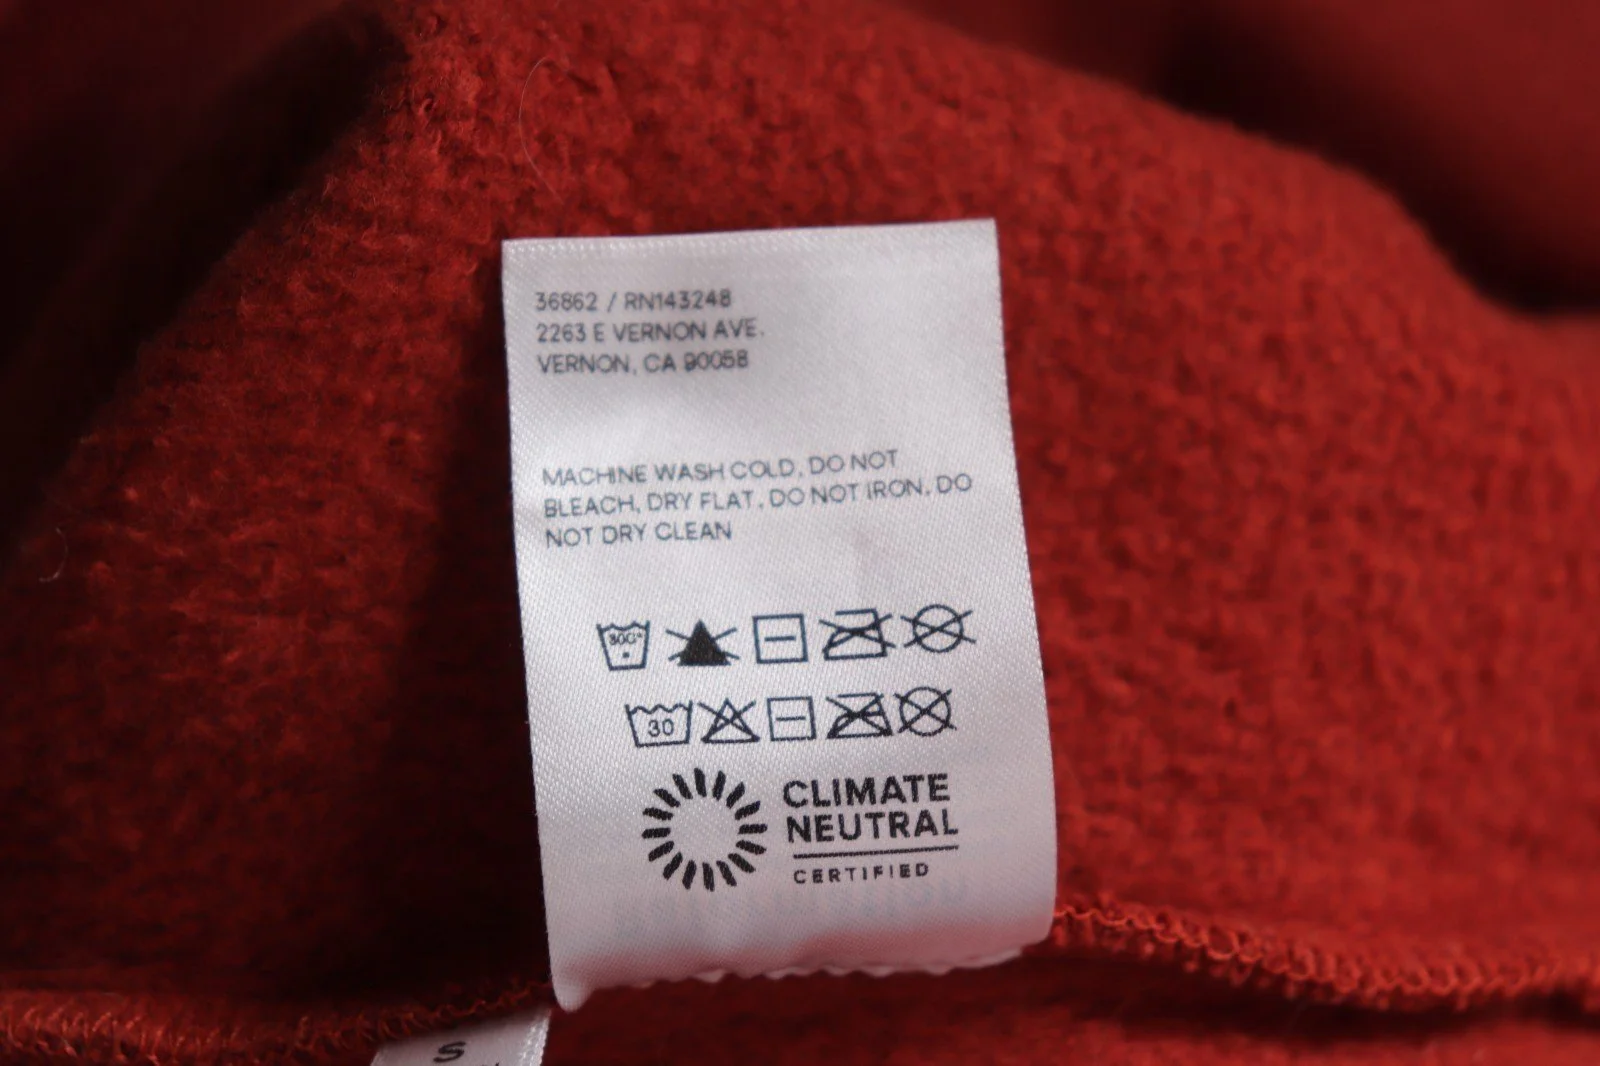 36862 / RN143248
2263 E VERNON AVE.
VERNON, CA 90058
MACHINE WASH COLD, DO NOT
BLEACH, DRY FLAT, DO NOT IRON, DO
NOT DRY CLEAN
30
CLIMATE
NEUTRAL
CERTIFIED
S